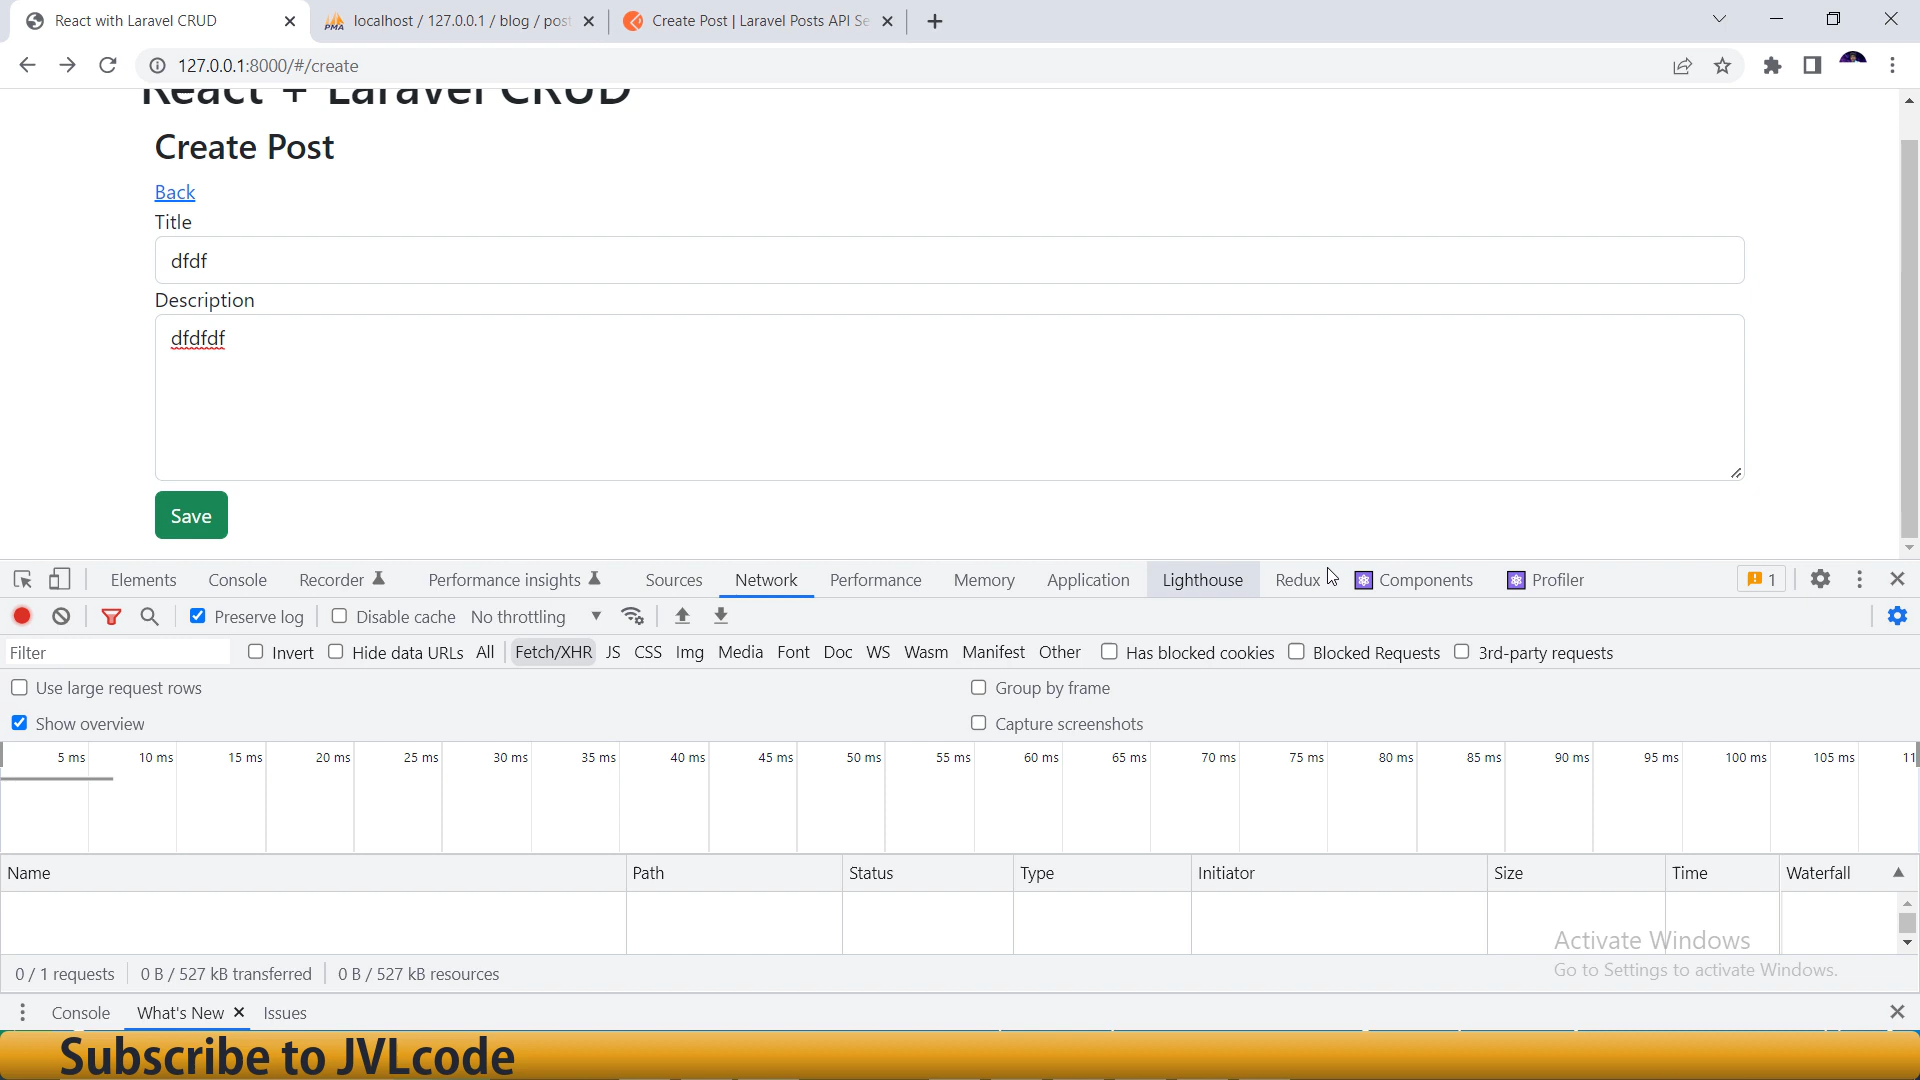 React with Laravel CRUD
localhost / 127.0.0.1 / blog / post
Create Post | Laravel Posts API Se
127.0.0.1:8000/#/create
React + Laravel CRUD
Create Post
Back
Title
dfdf
Description
dfdfdf
Save
Elements Console Recorder Performance insights Sources Network Performance Memory Application Lighthouse Redux Components Profiler 1
Preserve log Disable cache No throttling
Filter Invert Hide data URLs All Fetch/XHR JS CSS Img Media Font Doc WS Wasm Manifest Other Has blocked cookies Blocked Requests 3rd-party requests
Use large request rows Group by frame
Show overview Capture screenshots
5 ms 10 ms 15 ms 20 ms 25 ms 30 ms 35 ms 40 ms 45 ms 50 ms 55 ms 60 ms 65 ms 70 ms 75 ms 80 ms 85 ms 90 ms 95 ms 100 ms 105 ms 11
Name Path Status Type Initiator Size Time Waterfall
Activate Windows
Go to Settings to activate Windows.
0 / 1 requests 0 B / 527 kB transferred 0 B / 527 kB resources
Console What's New Issues
Subscribe to JVLcode